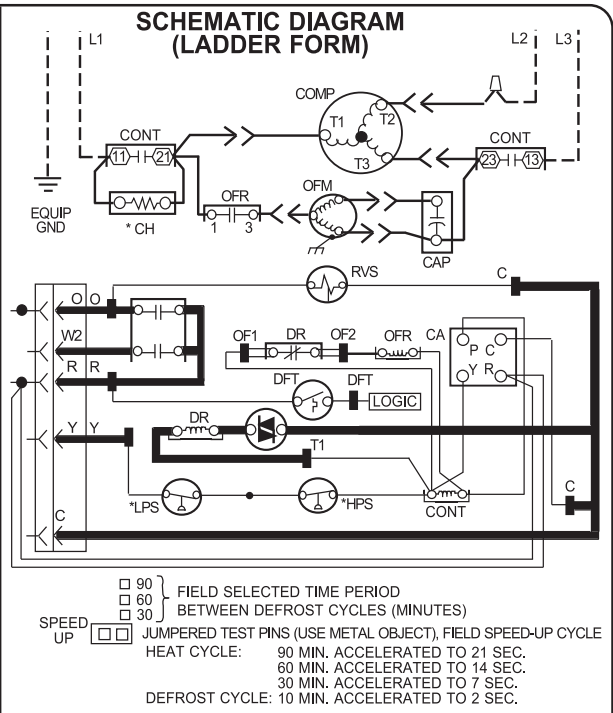 SCHEMATIC DIAGRAM
(LADDER FORM)
L1
L2
L3
COMP
T1
T2
T3
CONT
11
21
CONT
23
13
EQUIP
GND
* CH
OFR
1
3
OFM
CAP
RVS
C
O
O
W2
R
R
OF1
DR
OF2
OFR
CA
P
C
Y
R
DFT
DFT
LOGIC
DR
T1
Y
Y
*LPS
*HPS
CONT
C
C
90
60
30
FIELD SELECTED TIME PERIOD
BETWEEN DEFROST CYCLES (MINUTES)
SPEED
UP
JUMPERED TEST PINS (USE METAL OBJECT), FIELD SPEED-UP CYCLE
HEAT CYCLE: 90 MIN. ACCELERATED TO 21 SEC.
60 MIN. ACCELERATED TO 14 SEC.
30 MIN. ACCELERATED TO 7 SEC.
DEFROST CYCLE: 10 MIN. ACCELERATED TO 2 SEC.